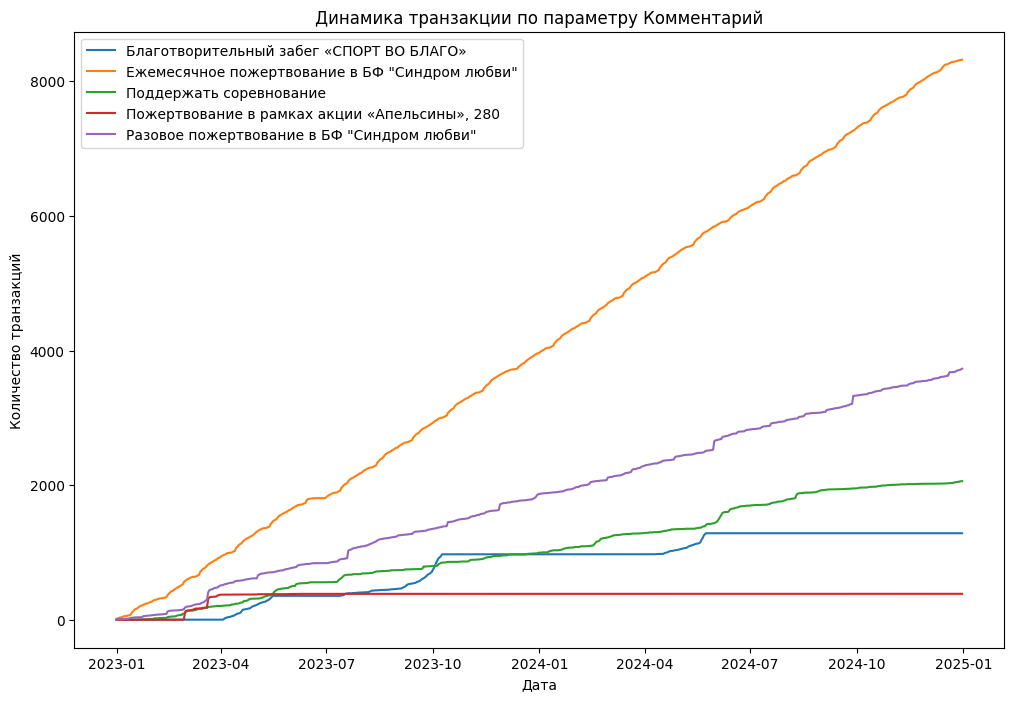 Динамика транзакции по параметру Комментарий
Благотворительный забег «СПОРТ ВО БЛАГО»
Ежемесячное пожертвование в БФ "Синдром любви"
Поддержать соревнование
Пожертвование в рамках акции «Апельсины», 280
Разовое пожертвование в БФ "Синдром любви"
Количество транзакций
8000
6000
4000
2000
0
2023-01 2023-04 2023-07 2023-10 2024-01 2024-04 2024-07 2024-10 2025-01
Дата